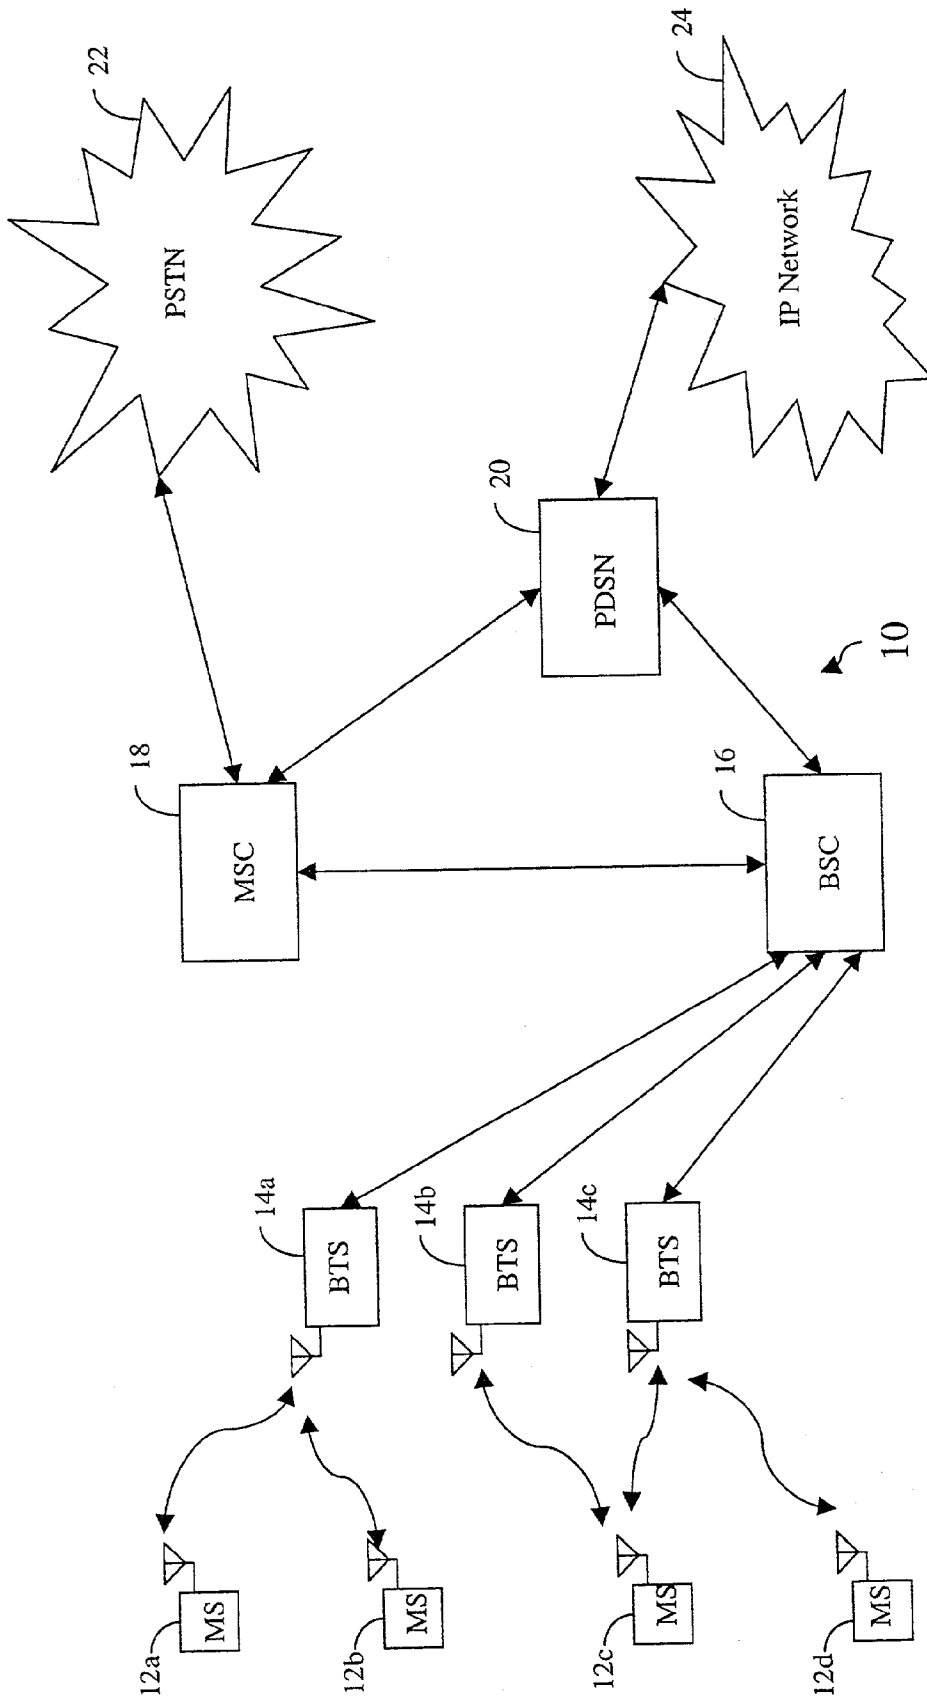 12a
MS
12b
MS
12c
MS
12d
MS
14a
BTS
14b
BTS
14c
BTS
18
MSC
16
BSC
10
20
PDSN
22
PSTN
24
IP Network